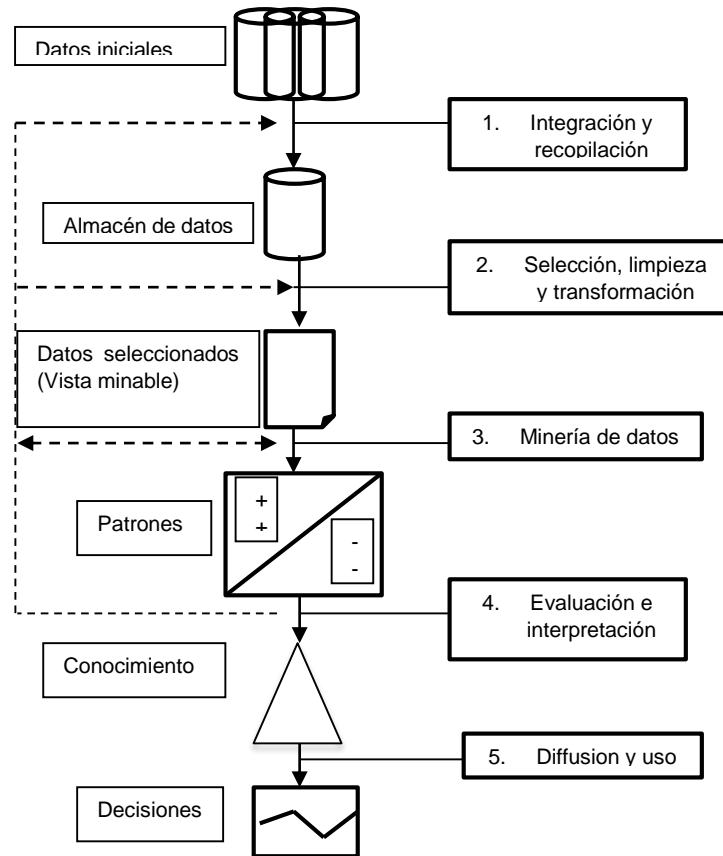 Datos iniciales
1. Integración y
recopilación
Almacén de datos
2. Selección, limpieza
y transformación
Datos seleccionados
(Vista minable)
3. Minería de datos
+
+
Patrones
-
-
4. Evaluación e
interpretación
Conocimiento
5. Diffusion y uso
Decisiones